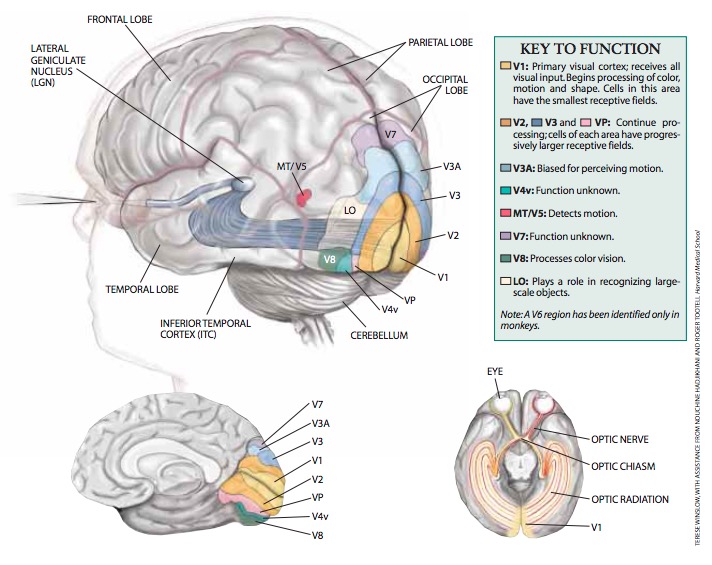 FRONTAL LOBE
LATERAL
GENICULATE
NUCLEUS
(LGN)
PARIETAL LOBE
OCCIPITAL
LOBE
V7
MT/V5
V3A
LO
V3
V2
V8
V1
VP
V4v
TEMPORAL LOBE
INFERIOR TEMPORAL
CORTEX (ITC)
CEREBELLUM
KEY TO FUNCTION
V1: Primary visual cortex; receives all
visual input. Begins processing of color,
motion and shape. Cells in this area
have the smallest receptive fields.
V2, V3 and VP: Continue pro-
cessing; cells of each area have progres-
sively larger receptive fields.
V3A: Biased for perceiving motion.
V4v: Function unknown.
MT/V5: Detects motion.
V7: Function unknown.
V8: Processes color vision.
LO: Plays a role in recognizing large-
scale objects.
Note: A V6 region has been identified only in
monkeys.
TERESE WINSLOW, WITH ASSISTANCE FROM NOUCHINE HADJIKHANI AND ROGER TOOTELL Harvard Medical School
V7
V3A
V3
V1
V2
VP
V4v
V8
EYE
OPTIC NERVE
OPTIC CHIASM
OPTIC RADIATION
V1